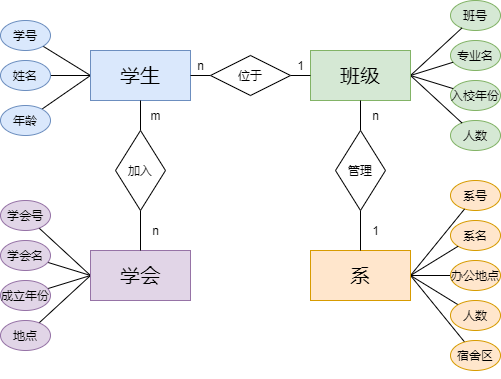 学号
姓名
年龄
学生
n
位于
1
班级
班号
专业名
入校年份
人数
m
加入
n
n
管理
1
学会号
学会名
成立年份
地点
学会
系
系号
系名
办公地点
人数
宿舍区